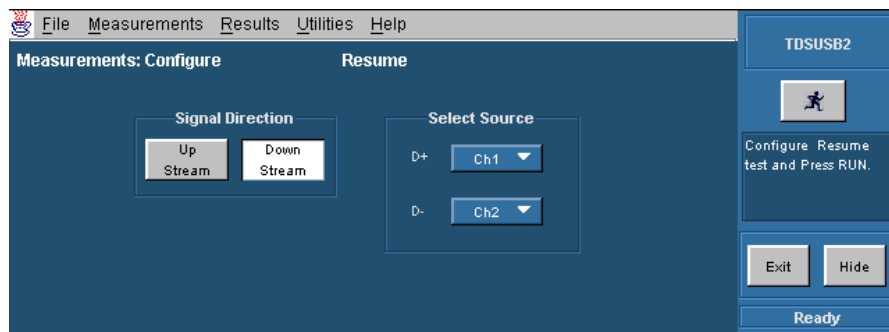 File Measurements Results Utilities Help
Measurements: Configure Resume
Signal Direction
Up Stream
Down Stream
Select Source
D+ Ch1
D- Ch2
TDSUSB2
Configure Resume
test and Press RUN.
Exit Hide
Ready